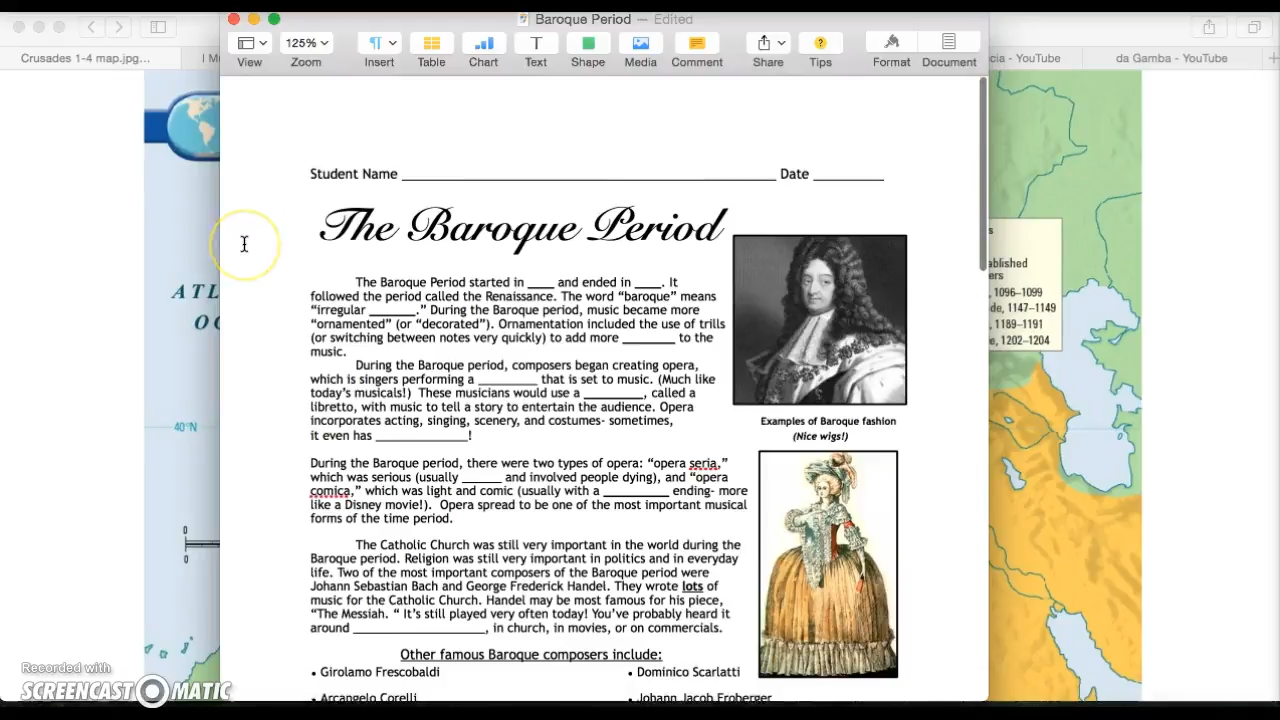 Baroque Period — Edited
125%
View
Zoom
Insert
Table
Chart
Text
Shape
Media
Comment
Share
Tips
Format
Document
Crusades 1-4 map.jpg...
I M
cia - YouTube
da Gamba - YouTube
Student Name ______ Date ______
The Baroque Period
The Baroque Period started in ____ and ended in ____. It
followed the period called the Renaissance. The word “baroque” means
“irregular _______.” During the Baroque period, music became more
“ornamented” (or “decorated”). Ornamentation included the use of trills
(or switching between notes very quickly) to add more ________ to the
music.
During the Baroque period, composers began creating opera,
which is singers performing a _________ that is set to music. (Much like
today’s musicals!) These musicians would use a _________, called a
libretto, with music to tell a story to entertain the audience. Opera
incorporates acting, singing, scenery, and costumes- sometimes,
it even has ______________!
Examples of Baroque fashion
(Nice wigs!)
During the Baroque period, there were two types of opera: “opera seria,”
which was serious (usually ______ and involved people dying), and “opera
comica,” which was light and comic (usually with a __________ ending- more
like a Disney movie!). Opera spread to be one of the most important musical
forms of the time period.
The Catholic Church was still very important in the world during the
Baroque period. Religion was still very important in politics and in everyday
life. Two of the most important composers of the Baroque period were
Johann Sebastian Bach and George Frederick Handel. They wrote lots of
music for the Catholic Church. Handel may be most famous for his piece,
“The Messiah. “ It’s still played very often today! You’ve probably heard it
around ____________________, in church, in movies, or on commercials.
Other famous Baroque composers include:
• Girolamo Frescobaldi
• Dominico Scarlatti
• Arcangelo Corelli
• Johann Jacob Froberger
ATL
OC
40°N
0
0
s
ablished
ers
, 1096–1099
de, 1147–1149
, 1189–1191
e, 1202–1204
Recorded with
SCREENCAST MATIC